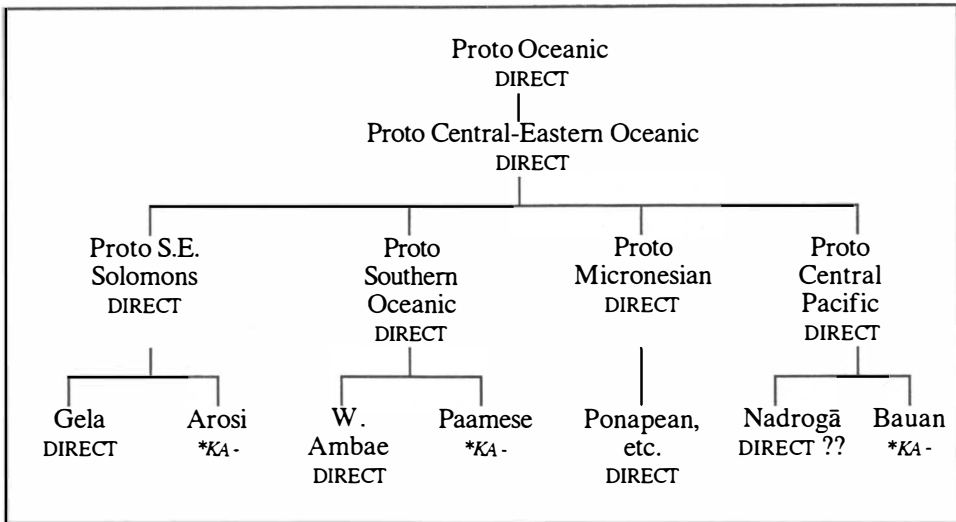 Proto Oceanic
DIRECT
Proto Central-Eastern Oceanic
DIRECT
Proto S.E.
Solomons
DIRECT
Proto
Southern
Oceanic
DIRECT
Proto
Micronesian
DIRECT
Proto
Central
Pacific
DIRECT
Gela
DIRECT
Arosi
*KA-
W.
Ambae
DIRECT
Paamese
*KA-
Ponapean,
etc.
DIRECT
Nadrogā
DIRECT ??
Bauan
*KA-